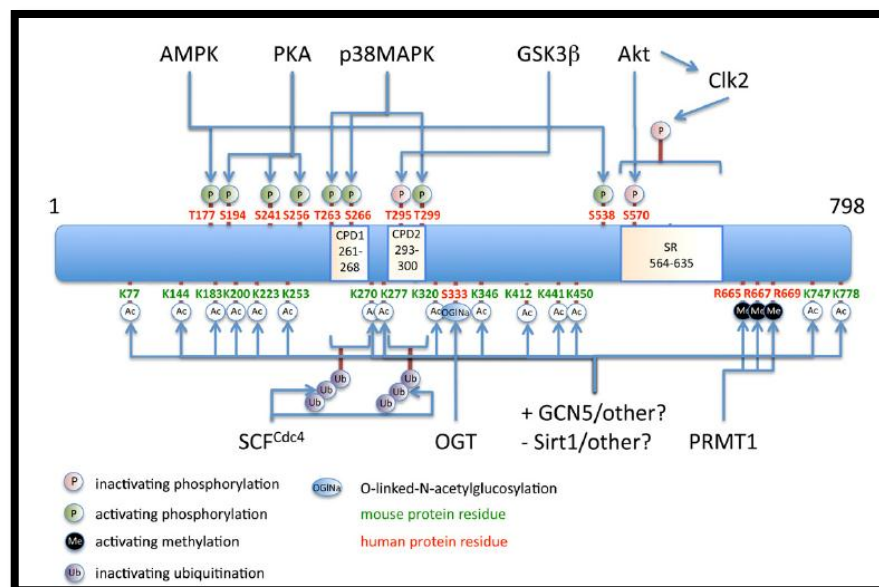 AMPK PKA p38MAPK GSK3β Akt
Clk2
P
P P P P P P P P P P
T177 S194 S241 S256 T263 S266 T295 T299 S538 S570
1 798
CPD1 261-268
CPD2 293-300
SR 564-635
K77 K144 K183 K200 K223 K253 K270 K277 K320 S333 K346 K412 K441 K450 R665 R667 R669 K747 K778
Ac Ac Ac Ac Ac Ac Ac Ac Ac OGlNa Ac Ac Ac Ac Me Me Me Ac Ac
Ub Ub Ub Ub Ub Ub
SCFCdc4 OGT + GCN5/other? PRMT1
- Sirt1/other?
P inactivating phosphorylation
P activating phosphorylation
Me activating methylation
Ub inactivating ubiquitination
OGlNa O-linked-N-acetylglucosylation
mouse protein residue
human protein residue